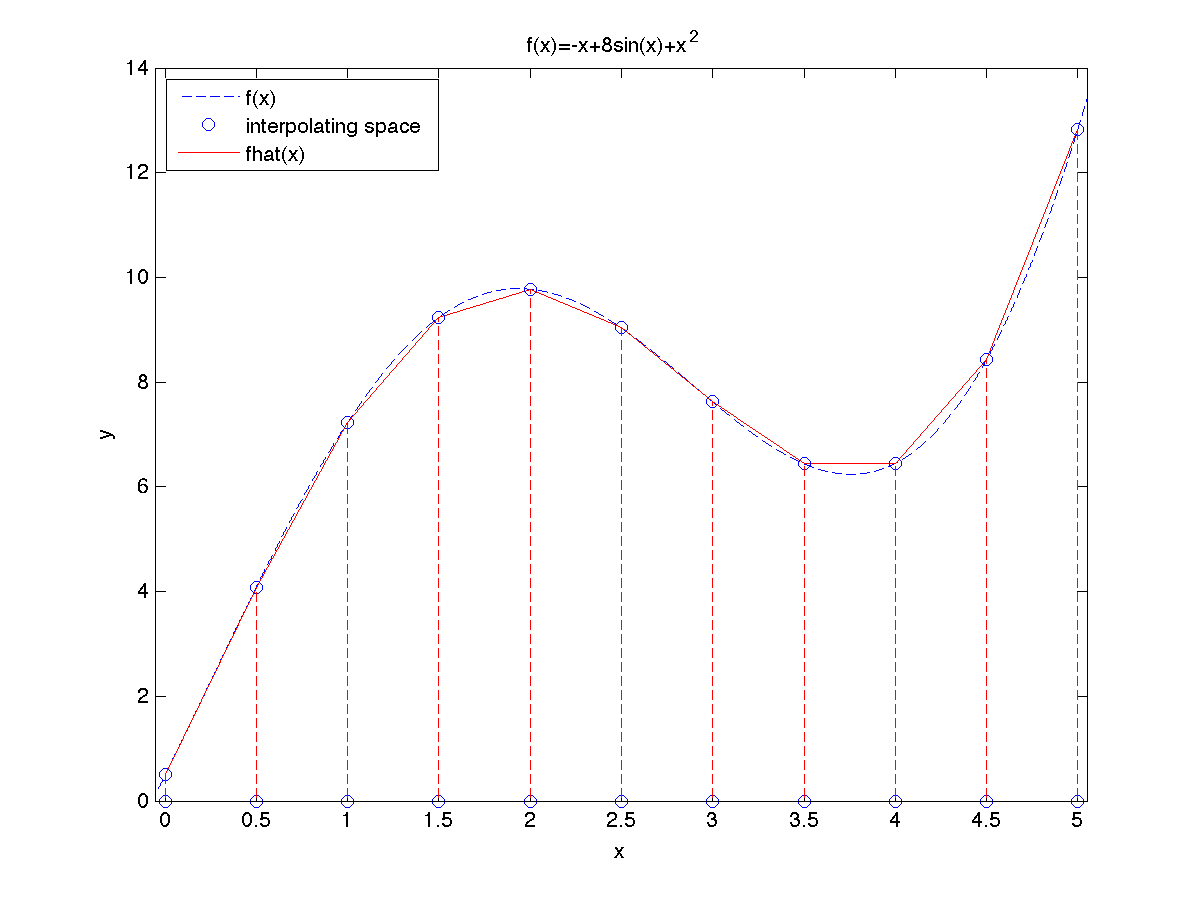 f(x)=-x+8sin(x)+x²
14
f(x)
interpolating space
fhat(x)
12
10
8
y
6
4
2
0
0 0.5 1 1.5 2 2.5 3 3.5 4 4.5 5
x